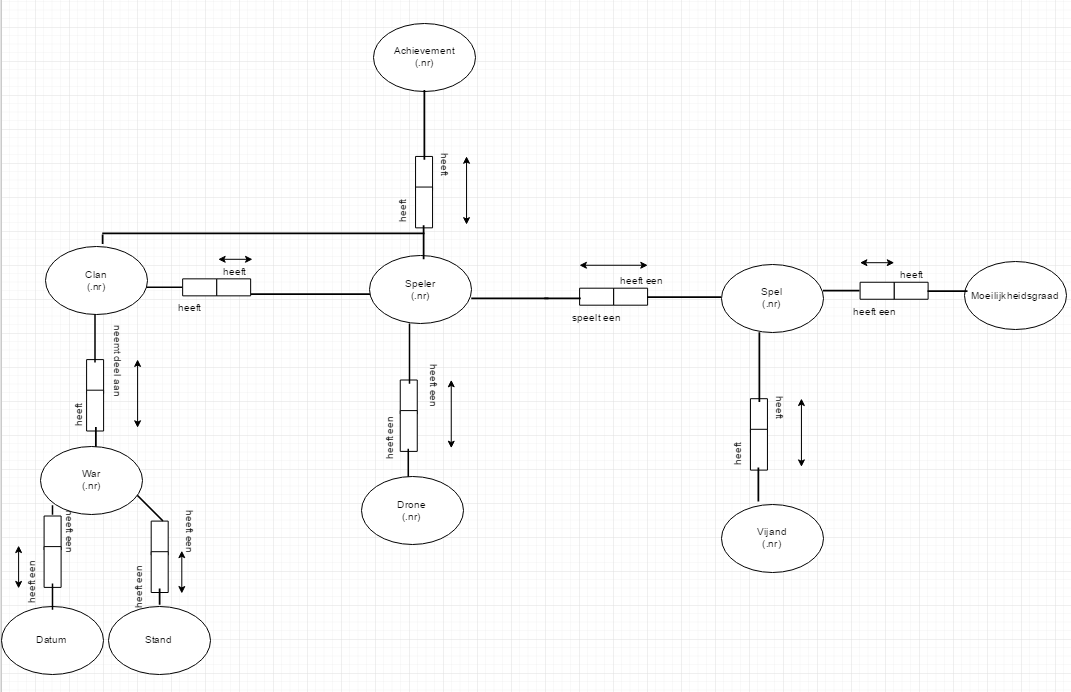 Achievement
(.nr)
heeft
heeft
Clan
(.nr)
heeft
heeft
Speler
(.nr)
heeft een
speelt een
Spel
(.nr)
heeft
heeft een
Moeilijkheidsgraad
neemt deel aan
heeft
heeft een
heeft een
heeft
heeft
War
(.nr)
Drone
(.nr)
Vijand
(.nr)
heeft een
heeft een
heeft een
heeft een
Datum
Stand